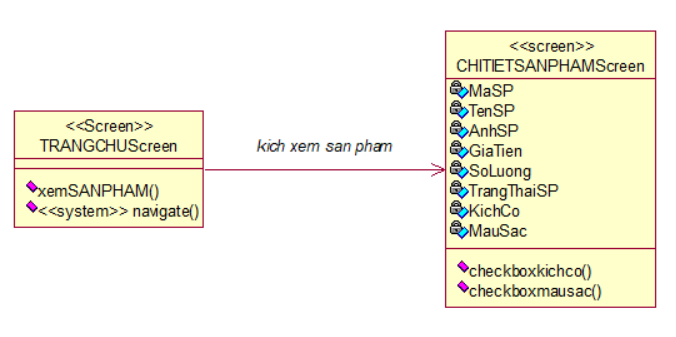 <<Screen>>
TRANGCHUScreen
xemSANPHAM()
<<system>> navigate()
kich xem san pham
<<screen>>
CHITIETSANPHAMScreen
MaSP
TenSP
AnhSP
GiaTien
SoLuong
TrangThaiSP
KichCo
MauSac
checkboxkichco()
checkboxmausac()